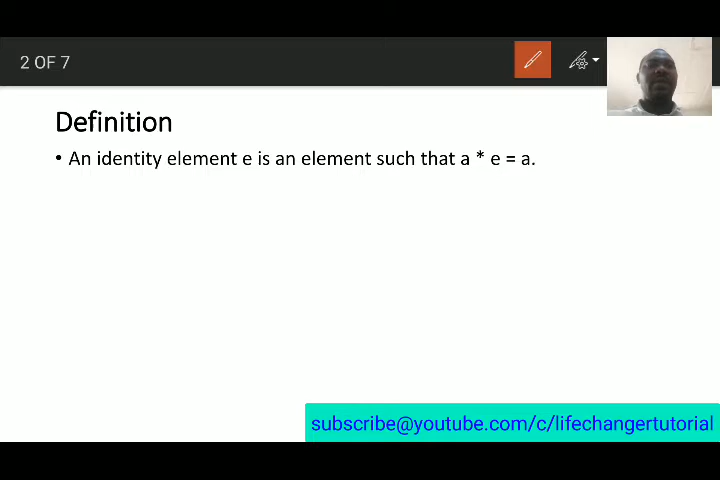 2 OF 7
Definition
• An identity element e is an element such that a * e = a.
subscribe@youtube.com/c/lifechangertutorial